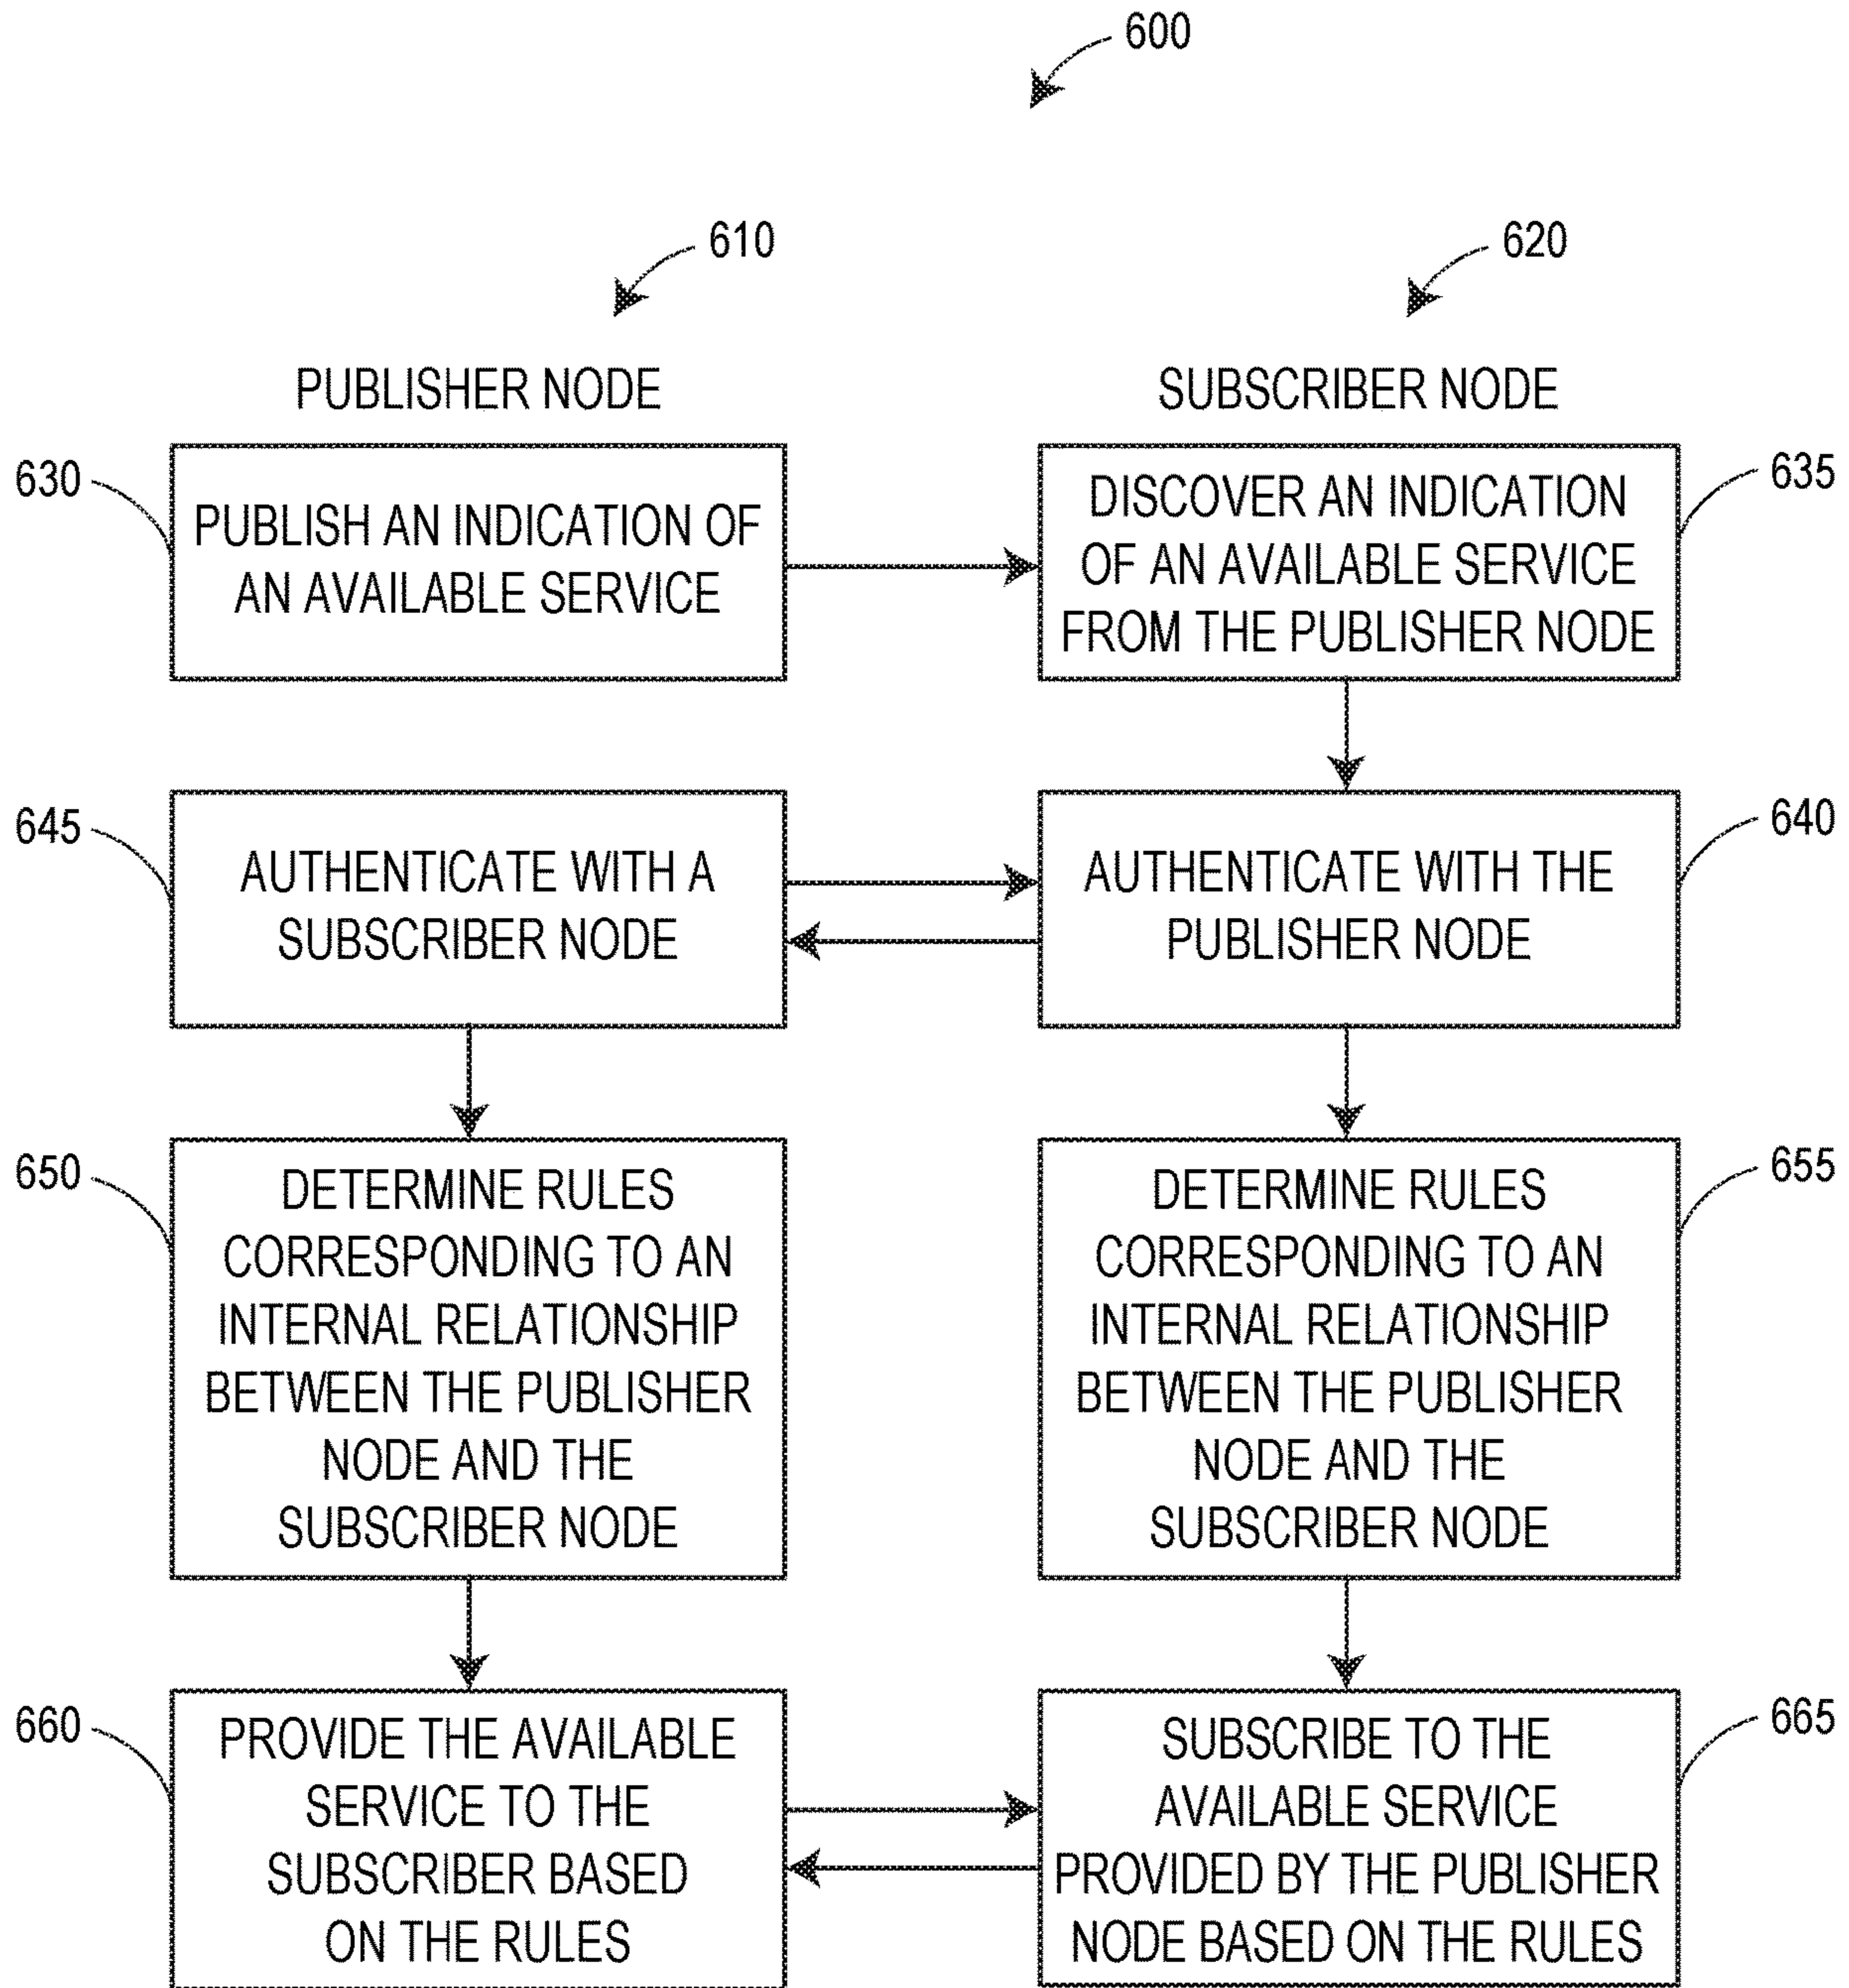 600
610
620
PUBLISHER NODE
SUBSCRIBER NODE
630
PUBLISH AN INDICATION OF
AN AVAILABLE SERVICE
635
DISCOVER AN INDICATION
OF AN AVAILABLE SERVICE
FROM THE PUBLISHER NODE
645
AUTHENTICATE WITH A
SUBSCRIBER NODE
640
AUTHENTICATE WITH THE
PUBLISHER NODE
650
DETERMINE RULES
CORRESPONDING TO AN
INTERNAL RELATIONSHIP
BETWEEN THE PUBLISHER
NODE AND THE
SUBSCRIBER NODE
655
DETERMINE RULES
CORRESPONDING TO AN
INTERNAL RELATIONSHIP
BETWEEN THE PUBLISHER
NODE AND THE
SUBSCRIBER NODE
660
PROVIDE THE AVAILABLE
SERVICE TO THE
SUBSCRIBER BASED
ON THE RULES
665
SUBSCRIBE TO THE
AVAILABLE SERVICE
PROVIDED BY THE PUBLISHER
NODE BASED ON THE RULES